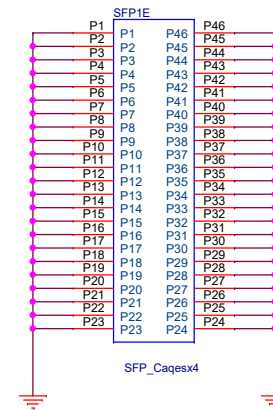 SFP1E
P1 P1 P46 P46
P2 P2 P45 P45
P3 P3 P44 P44
P4 P4 P43 P43
P5 P5 P42 P42
P6 P6 P41 P41
P7 P7 P40 P40
P8 P8 P39 P39
P9 P9 P38 P38
P10 P10 P37 P37
P11 P11 P36 P36
P12 P12 P35 P35
P13 P13 P34 P34
P14 P14 P33 P33
P15 P15 P32 P32
P16 P16 P31 P31
P17 P17 P30 P30
P18 P18 P29 P29
P19 P19 P28 P28
P20 P20 P27 P27
P21 P21 P26 P26
P22 P22 P25 P25
P23 P23 P24 P24
SFP_Caqesx4